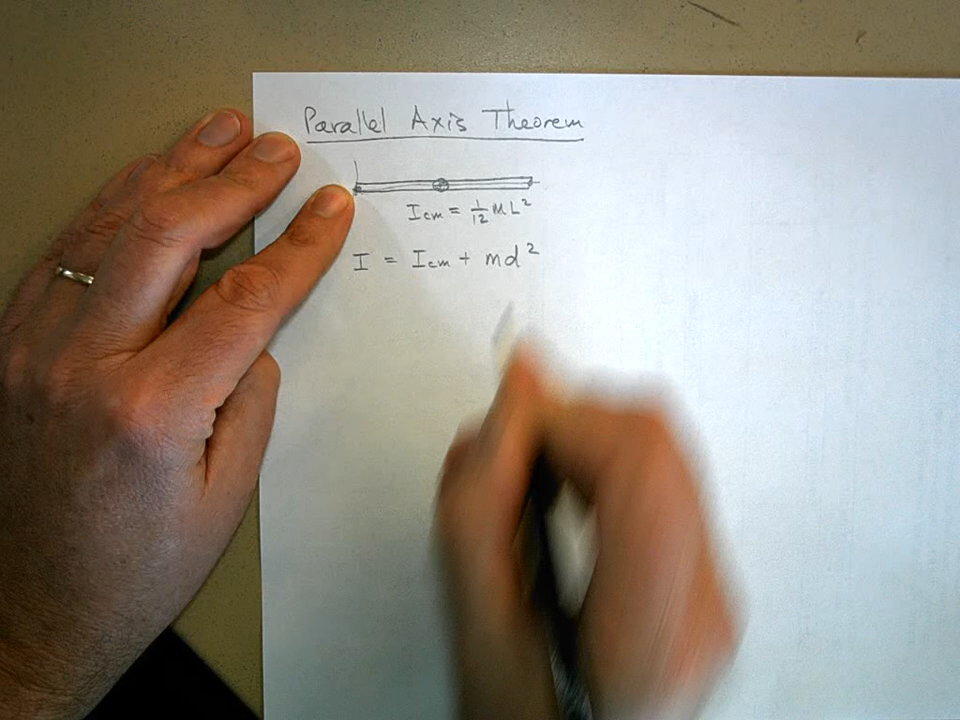 Parallel Axis Theorem
Icm = 1/12 ML²
I = Icm + md²